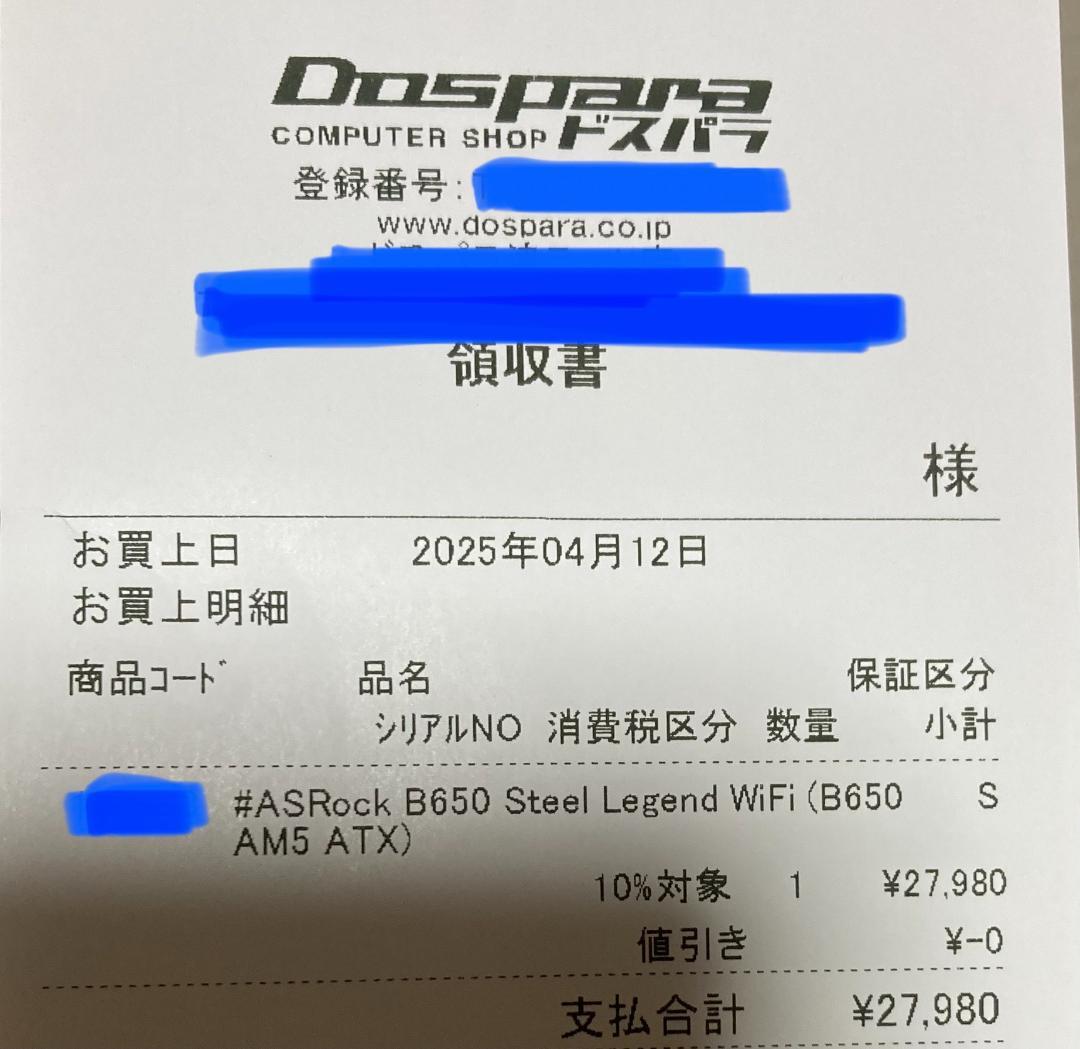 Dospara
COMPUTER SHOP ドスパラ
登録番号:
www.dospara.co.jp
領収書
様
お買上日 2025年04月12日
お買上明細
商品コード 品名 保証区分
シリアルNO 消費税区分 数量 小計
#ASRock B650 Steel Legend WiFi (B650 S
AM5 ATX)
10%対象 1 ¥27,980
値引き ¥-0
支払合計 ¥27,980